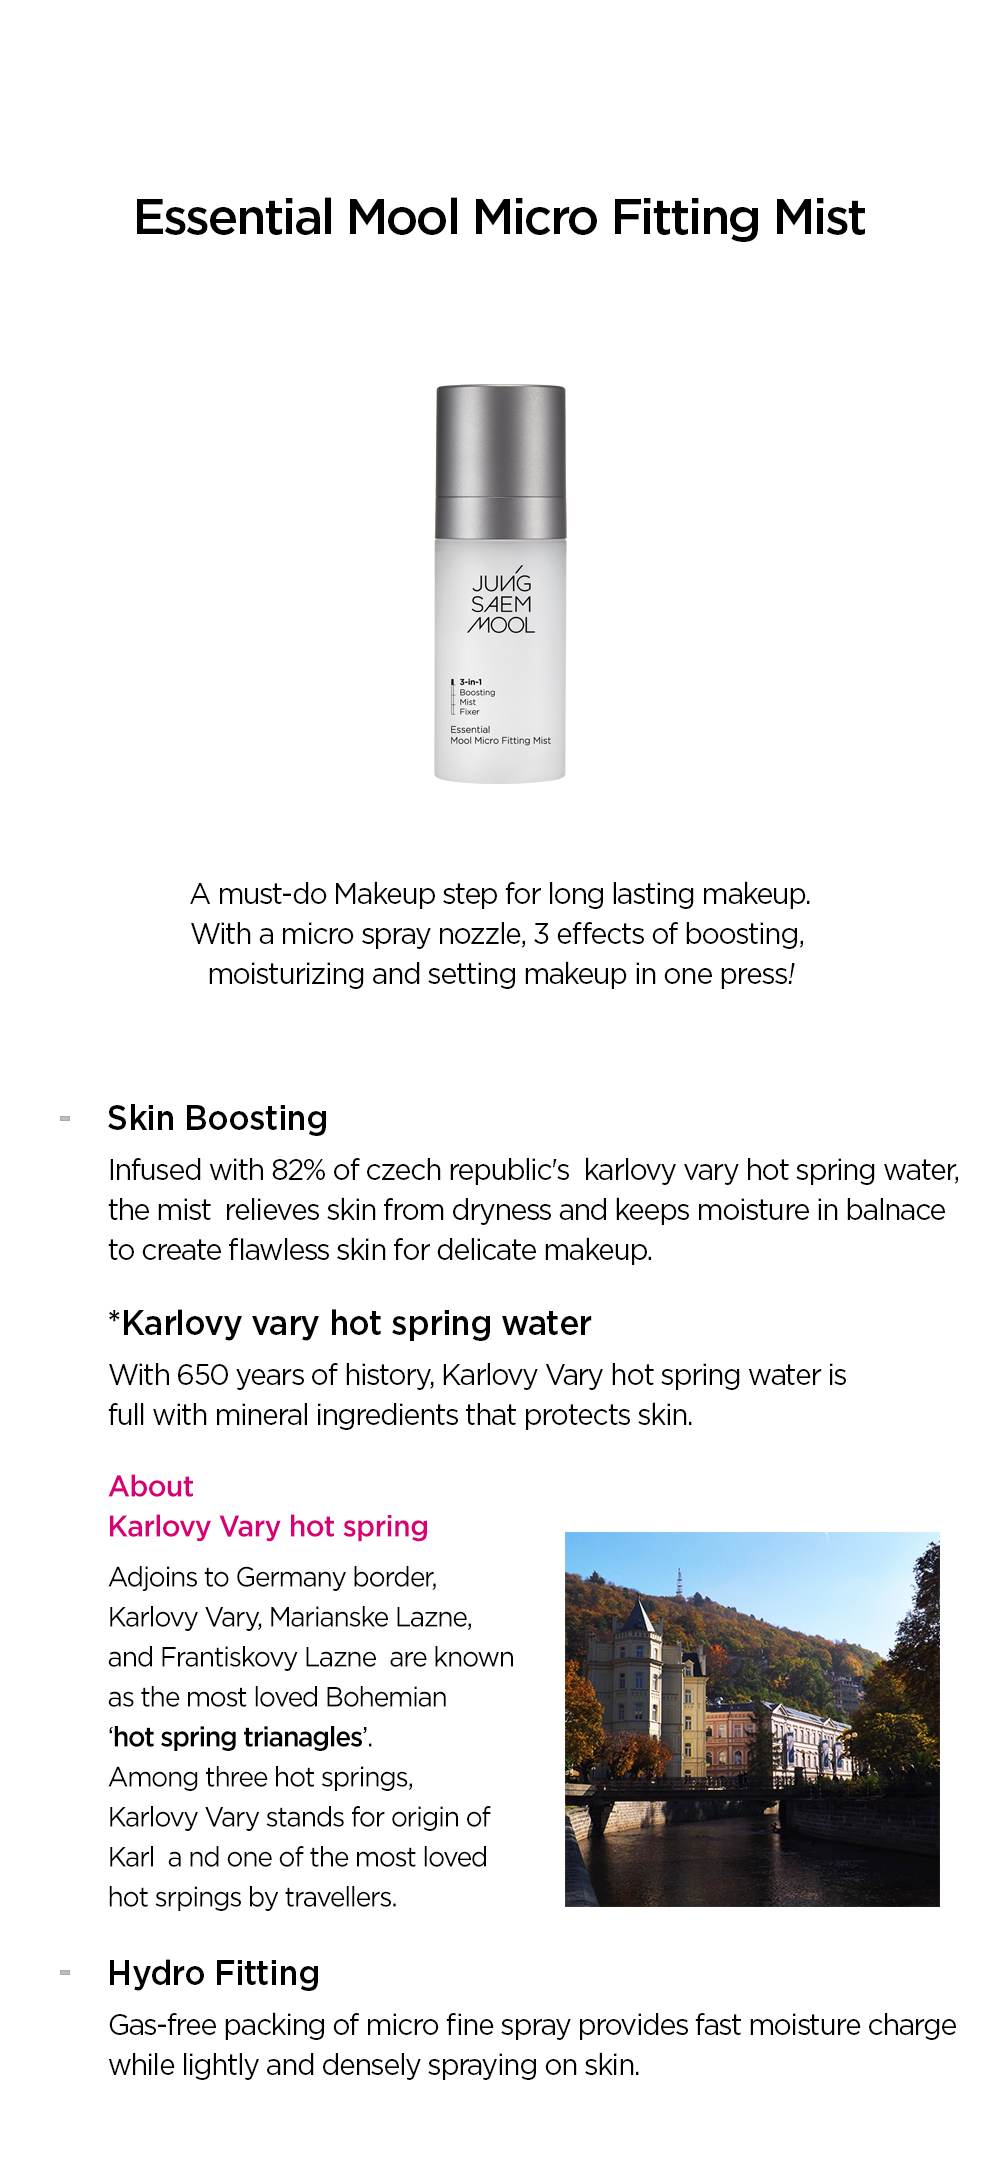 Essential Mool Micro Fitting Mist
JUNG
SAEM
MOOL
3-in-1
Boosting
Mist
Fixer
Essential
Mool Micro Fitting Mist
A must-do Makeup step for long lasting makeup.
With a micro spray nozzle, 3 effects of boosting,
moisturizing and setting makeup in one press!
- Skin Boosting
Infused with 82% of czech republic's  karlovy vary hot spring water,
the mist  relieves skin from dryness and keeps moisture in balnace
to create flawless skin for delicate makeup.
*Karlovy vary hot spring water
With 650 years of history, Karlovy Vary hot spring water is
full with mineral ingredients that protects skin.
About
Karlovy Vary hot spring
Adjoins to Germany border,
Karlovy Vary, Marianske Lazne,
and Frantiskovy Lazne  are known
as the most loved Bohemian
‘hot spring trianagles’.
Among three hot springs,
Karlovy Vary stands for origin of
Karl  a nd one of the most loved
hot srpings by travellers.
- Hydro Fitting
Gas-free packing of micro fine spray provides fast moisture charge
while lightly and densely spraying on skin.